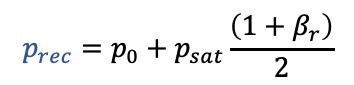 p_rec = p_0 + p_sat (1 + β_r) / 2